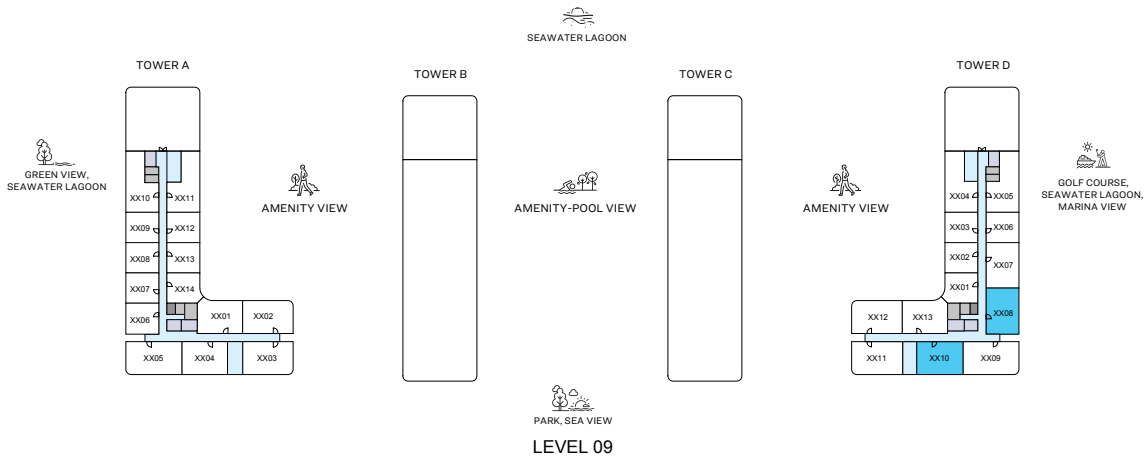 SEAWATER LAGOON
TOWER A
TOWER B
TOWER C
TOWER D
GREEN VIEW,
SEAWATER LAGOON
AMENITY VIEW
AMENITY-POOL VIEW
AMENITY VIEW
GOLF COURSE,
SEAWATER LAGOON,
MARINA VIEW
XX10 XX11
XX09 XX12
XX08 XX13
XX07 XX14
XX06 XX01 XX02
XX05 XX04 XX03
XX04 XX05
XX03 XX06
XX02 XX07
XX01
XX08
XX12 XX13
XX11 XX10 XX09
PARK, SEA VIEW
LEVEL 09